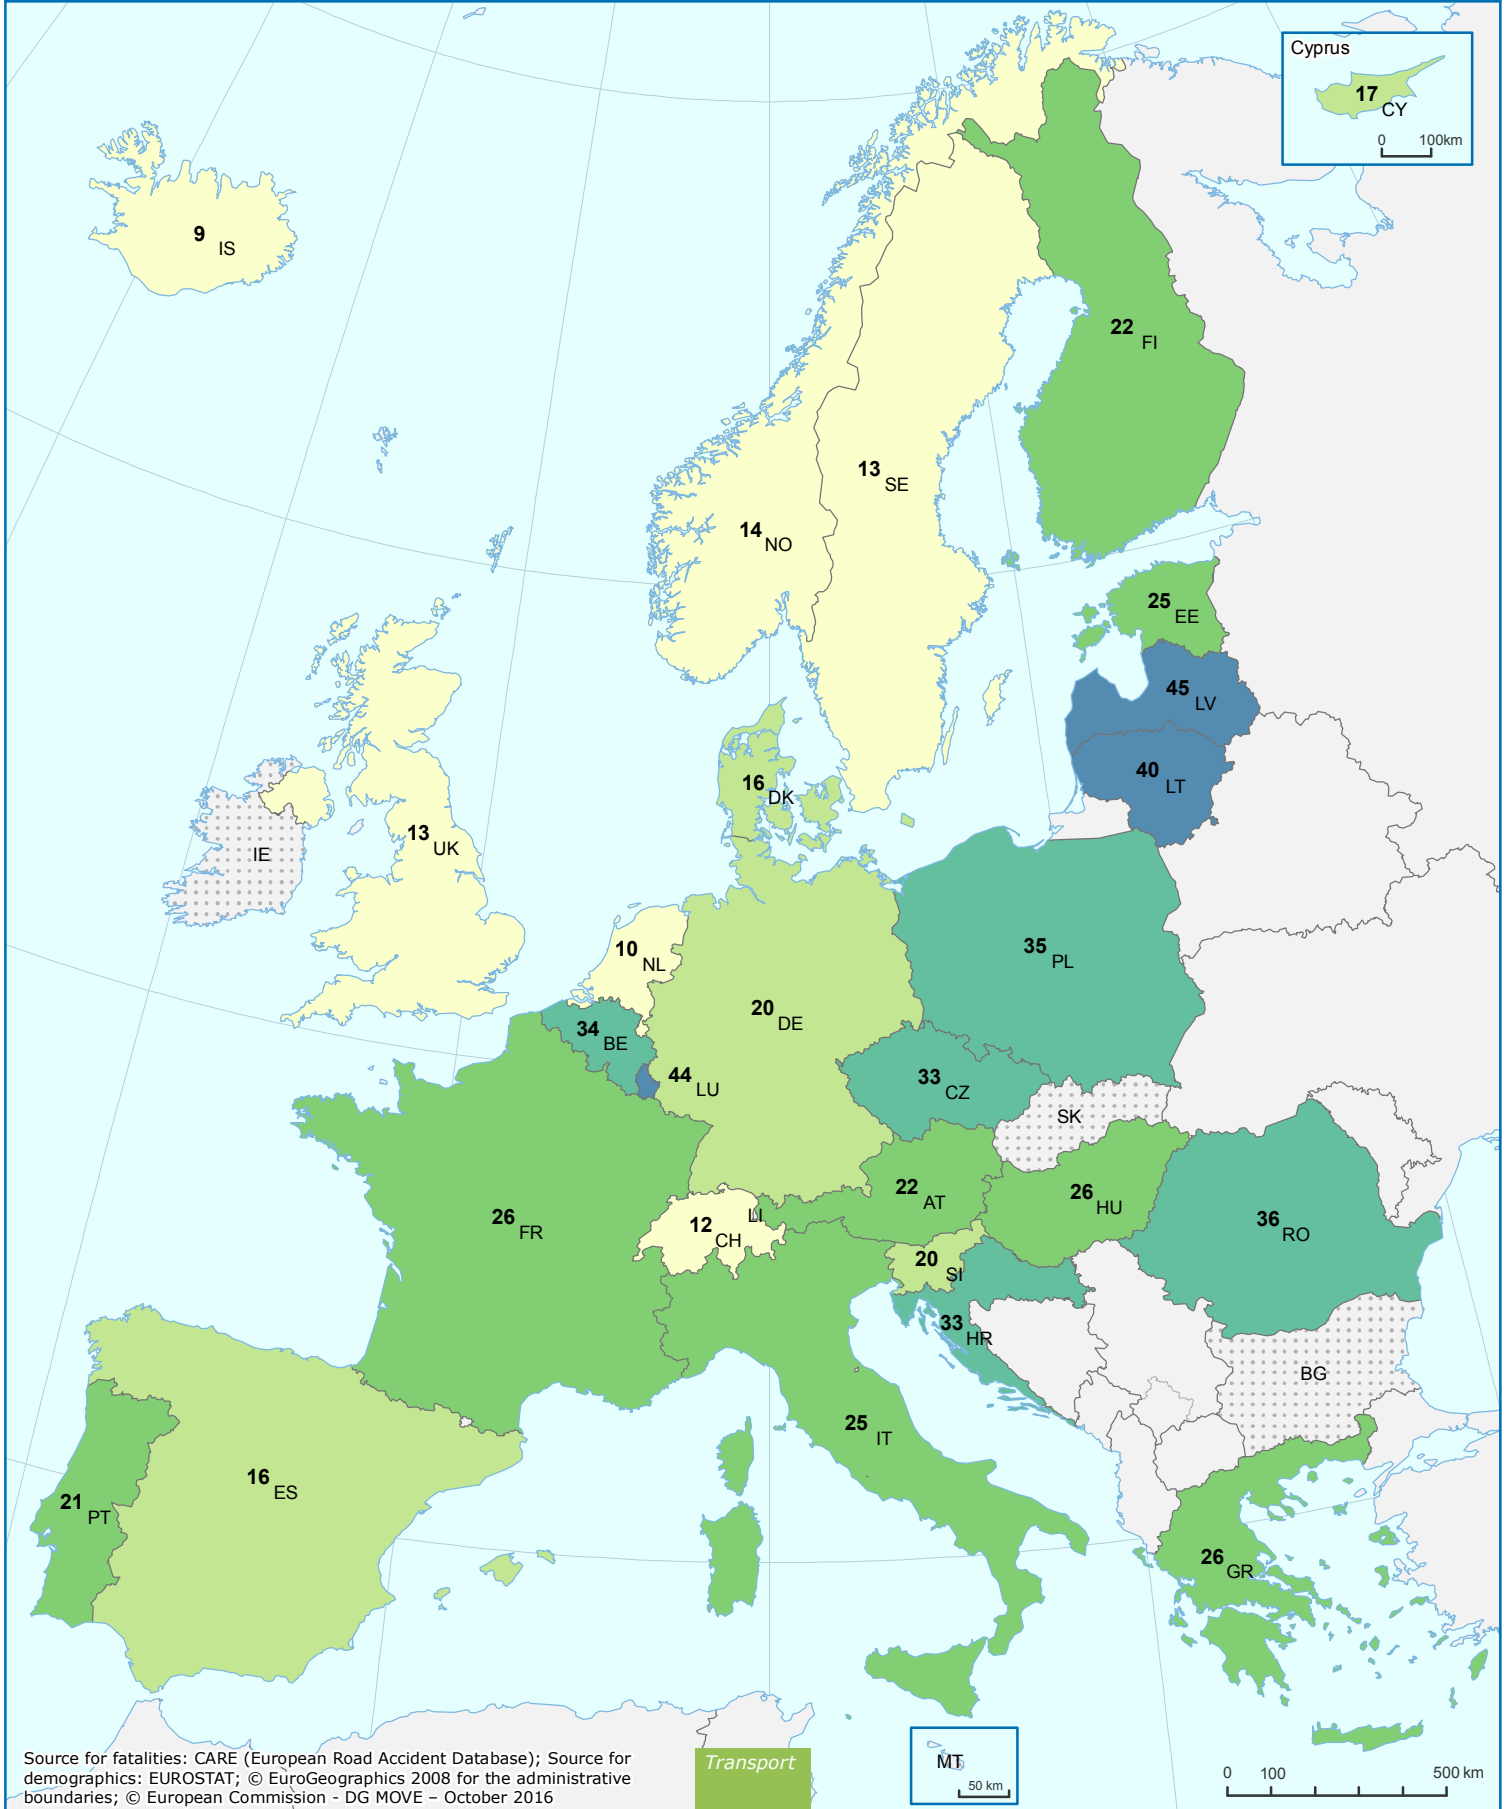 Cyprus
17
CY
0 100km
9
IS
22
FI
13
SE
14
NO
25
EE
45
LV
40
LT
16
DK
13
UK
IE
10
NL
35
PL
20
DE
34
BE
44
LU
33
CZ
SK
22
AT
26
HU
36
RO
26
FR
12
CH
LI
20
SI
33
HR
BG
25
IT
16
ES
21
PT
26
GR
MT
50 km
0 100 500 km
Transport
Source for fatalities: CARE (European Road Accident Database); Source for
demographics: EUROSTAT; © EuroGeographics 2008 for the administrative
boundaries; © European Commission - DG MOVE – October 2016